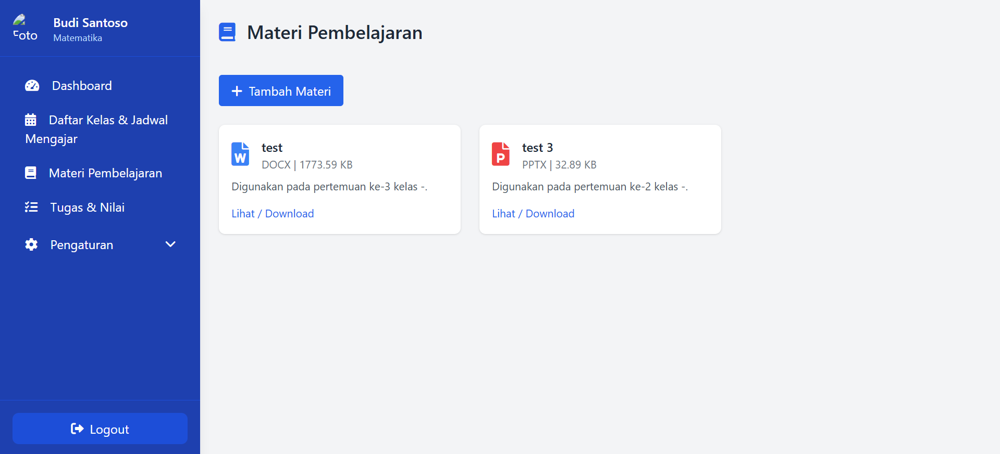 Foto
Budi Santoso
Matematika
Dashboard
Daftar Kelas & Jadwal
Mengajar
Materi Pembelajaran
Tugas & Nilai
Pengaturan
Logout
Materi Pembelajaran
Tambah Materi
W
test
DOCX | 1773.59 KB
Digunakan pada pertemuan ke-3 kelas -.
Lihat / Download
P
test 3
PPTX | 32.89 KB
Digunakan pada pertemuan ke-2 kelas -.
Lihat / Download